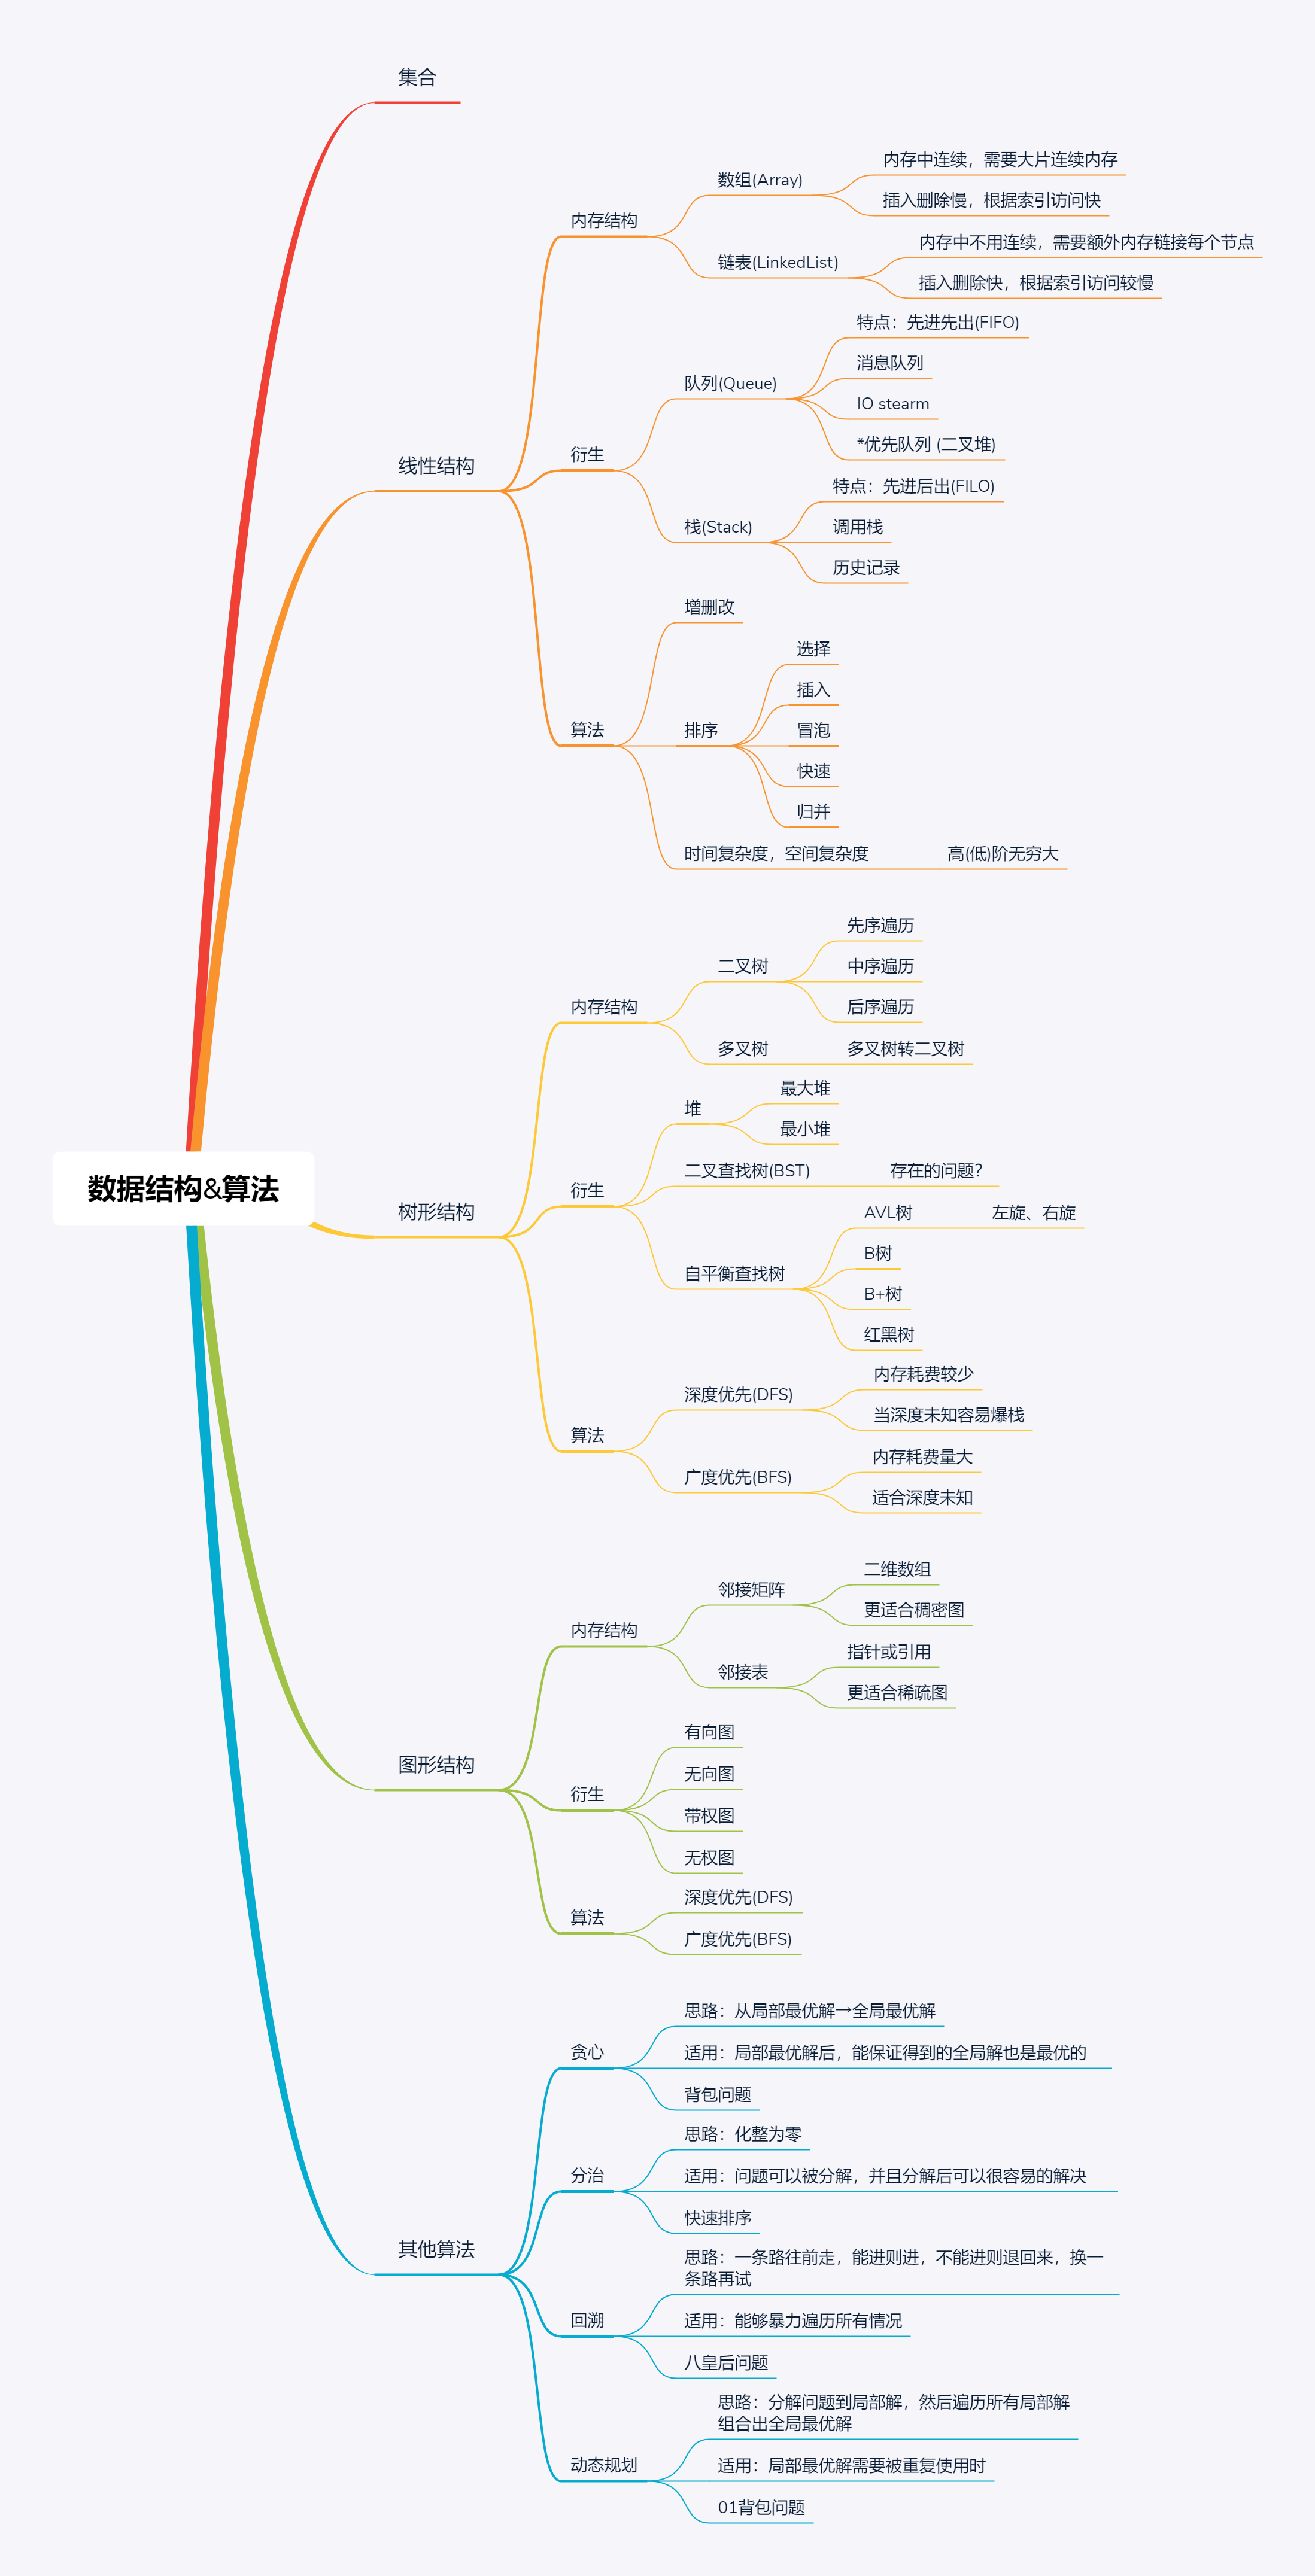 集合
内存中连续，需要大片连续内存
数组(Array)
插入删除慢，根据索引访问快
内存结构
内存中不用连续，需要额外内存链接每个节点
链表(LinkedList)
插入删除快，根据索引访问较慢
特点：先进先出(FIFO)
消息队列
队列(Queue)
IO stearm
*优先队列 (二叉堆)
衍生
线性结构
特点：先进后出(FILO)
栈(Stack)
调用栈
历史记录
增删改
选择
插入
算法
排序
冒泡
快速
归并
时间复杂度，空间复杂度
高(低)阶无穷大
先序遍历
二叉树
中序遍历
内存结构
后序遍历
多叉树
多叉树转二叉树
最大堆
堆
最小堆
二叉查找树(BST)
存在的问题？
数据结构&算法
衍生
树形结构
AVL树
左旋、右旋
B树
自平衡查找树
B+树
红黑树
内存耗费较少
深度优先(DFS)
当深度未知容易爆栈
算法
内存耗费量大
广度优先(BFS)
适合深度未知
二维数组
邻接矩阵
更适合稠密图
内存结构
指针或引用
邻接表
更适合稀疏图
有向图
图形结构
无向图
衍生
带权图
无权图
深度优先(DFS)
算法
广度优先(BFS)
思路：从局部最优解→全局最优解
贪心
适用：局部最优解后，能保证得到的全局解也是最优的
背包问题
思路：化整为零
分治
适用：问题可以被分解，并且分解后可以很容易的解决
快速排序
其他算法
思路：一条路往前走，能进则进，不能进则退回来，换一
条路再试
回溯
适用：能够暴力遍历所有情况
八皇后问题
思路：分解问题到局部解，然后遍历所有局部解
组合出全局最优解
动态规划
适用：局部最优解需要被重复使用时
01背包问题